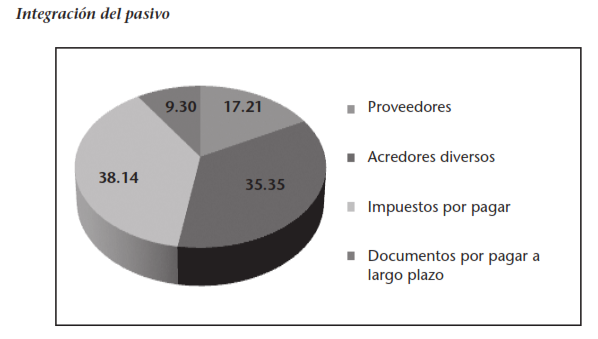 Integración del pasivo
9.30
17.21
38.14
35.35
Proveedores
Acredores diversos
Impuestos por pagar
Documentos por pagar a
largo plazo